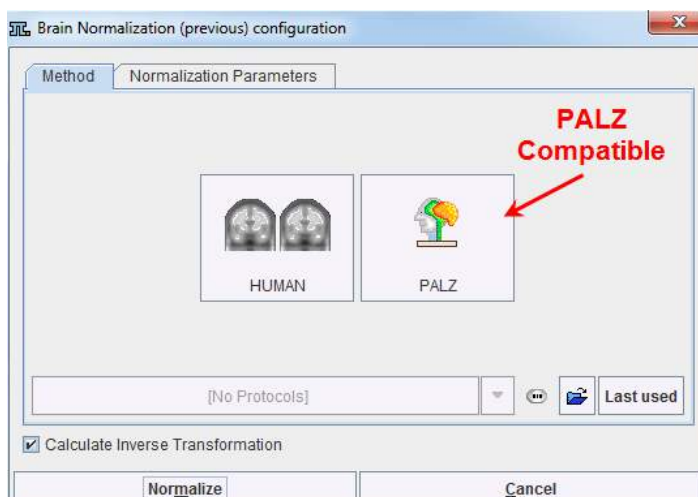 Brain Normalization (previous) configuration
Method Normalization Parameters
PALZ
Compatible
HUMAN PALZ
[No Protocols] Last used
Calculate Inverse Transformation
Normalize Cancel